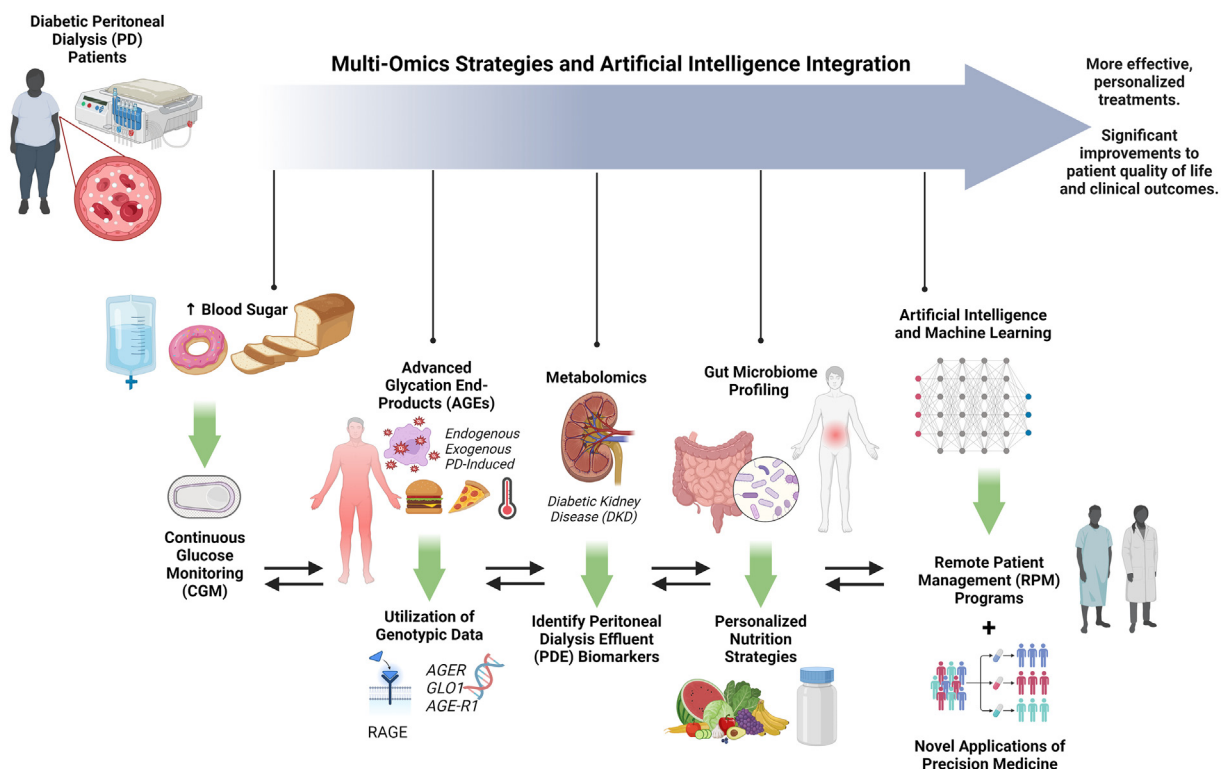 Diabetic Peritoneal
Dialysis (PD)
Patients
Multi-Omics Strategies and Artificial Intelligence Integration
More effective,
personalized
treatments.
Significant
improvements to
patient quality of life
and clinical outcomes.
↑ Blood Sugar
Continuous
Glucose
Monitoring
(CGM)
Advanced
Glycation End-
Products (AGEs)
Endogenous
Exogenous
PD-Induced
Utilization of
Genotypic Data
AGER
GLO1
AGE-R1
RAGE
Metabolomics
Diabetic Kidney
Disease (DKD)
Identify Peritoneal
Dialysis Effluent
(PDE) Biomarkers
Gut Microbiome
Profiling
Personalized
Nutrition
Strategies
Artificial Intelligence
and Machine Learning
Remote Patient
Management (RPM)
Programs
+
Novel Applications of
Precision Medicine